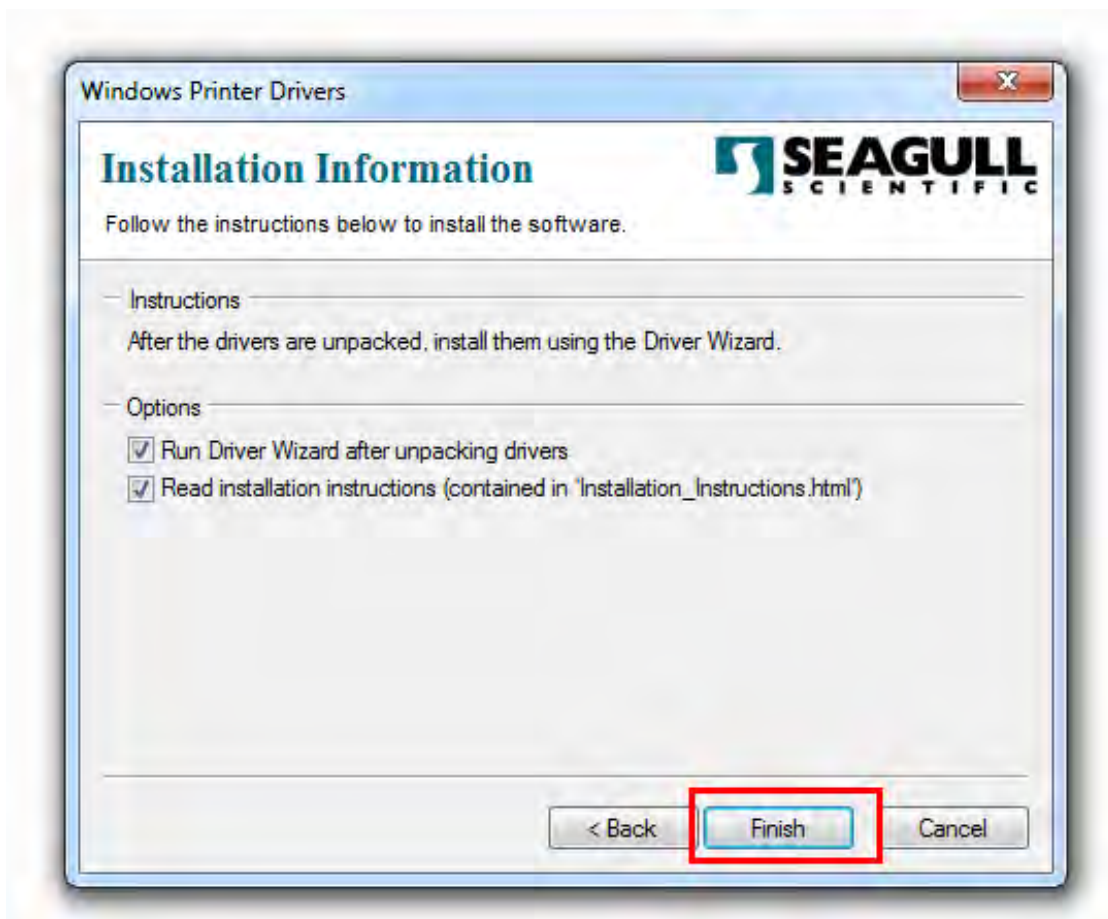 Windows Printer Drivers
Installation Information
SEAGULL
SCIENTIFIC
Follow the instructions below to install the software.
Instructions
After the drivers are unpacked, install them using the Driver Wizard.
Options
Run Driver Wizard after unpacking drivers
Read installation instructions (contained in 'Installation_Instructions.html')
< Back Finish Cancel